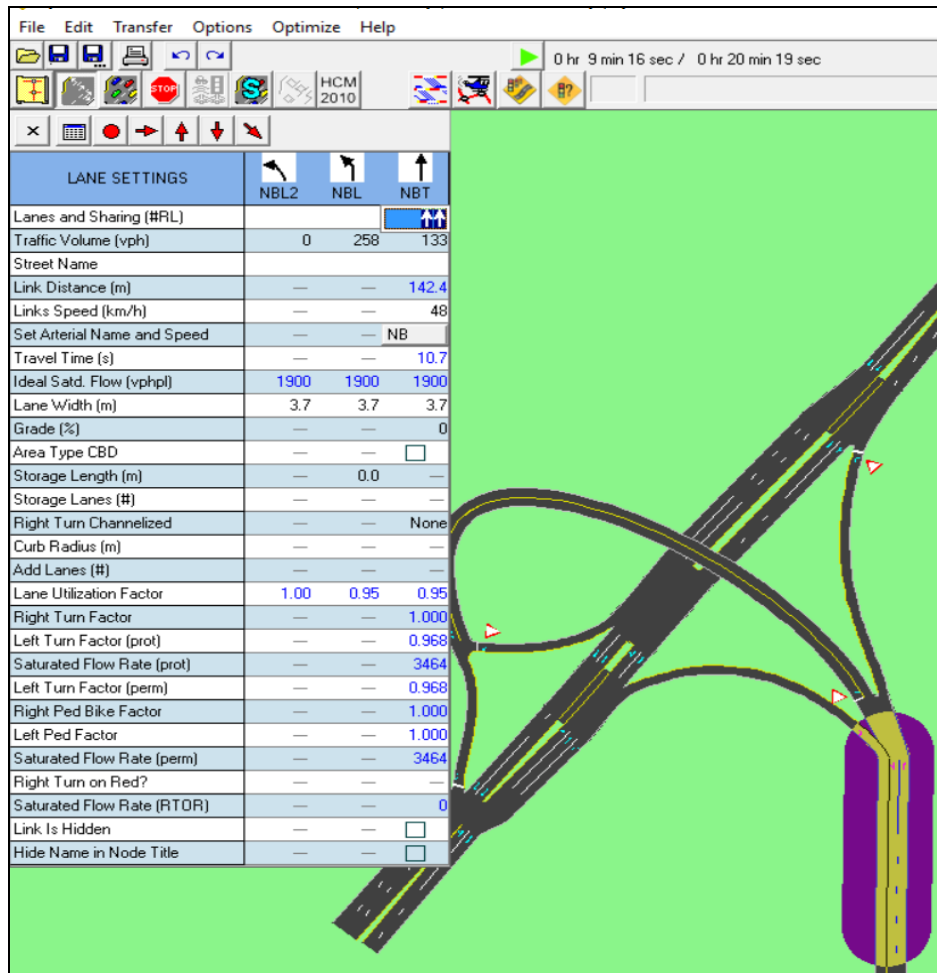 File Edit Transfer Options Optimize Help
0 hr 9 min 16 sec / 0 hr 20 min 19 sec
STOP
HCM
2010
LANE SETTINGS NBL2 NBL NBT
Lanes and Sharing (#RL)
Traffic Volume (vph) 0 258 133
Street Name
Link Distance (m) — — 142.4
Links Speed (km/h) — — 48
Set Arterial Name and Speed — — NB
Travel Time (s) — — 10.7
Ideal Satd. Flow (vphpl) 1900 1900 1900
Lane Width (m) 3.7 3.7 3.7
Grade (%) — — 0
Area Type CBD — —
Storage Length (m) — 0.0 —
Storage Lanes (#) — — —
Right Turn Channelized — — None
Curb Radius (m) — — —
Add Lanes (#) — — —
Lane Utilization Factor 1.00 0.95 0.95
Right Turn Factor — — 1.000
Left Turn Factor (prot) — — 0.968
Saturated Flow Rate (prot) — — 3464
Left Turn Factor (perm) — — 0.968
Right Ped Bike Factor — — 1.000
Left Ped Factor — — 1.000
Saturated Flow Rate (perm) — — 3464
Right Turn on Red? — — —
Saturated Flow Rate (RTOR) — — 0
Link Is Hidden — —
Hide Name in Node Title — —